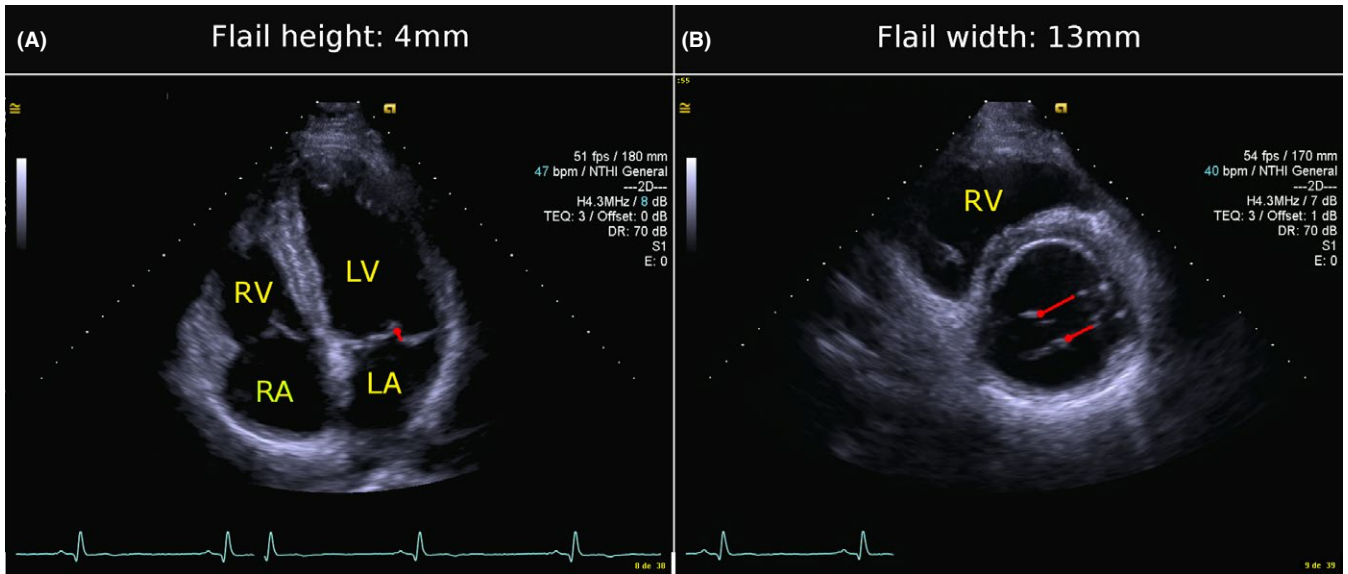 (A)
Flail height: 4mm
51 fps / 180 mm
47 bpm / NTHI General
---2D---
H4.3MHz / 8 dB
TEQ: 3 / Offset: 0 dB
DR: 70 dB
S1
E: 0
LV
RV
RA
LA
8 de 38
(B)
Flail width: 13mm
:55
54 fps / 170 mm
40 bpm / NTHI General
---2D---
H4.3MHz / 7 dB
TEQ: 3 / Offset: 1 dB
DR: 70 dB
S1
E: 0
RV
9 de 39